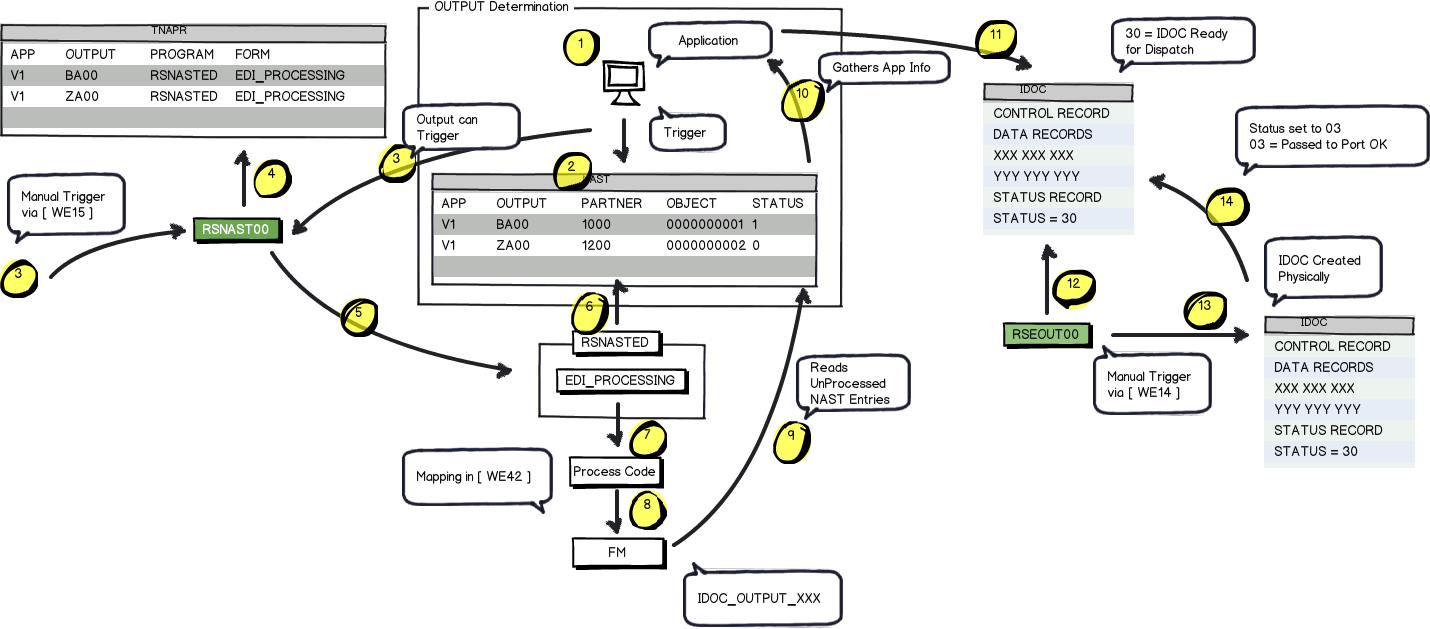 OUTPUT Determination
TNAPR
APP OUTPUT PROGRAM FORM
V1 BA00 RSNASTED EDI_PROCESSING
V1 ZA00 RSNASTED EDI_PROCESSING
1
Application
Gathers App Info
10
Trigger
Output can
Trigger
3
2
4
Manual Trigger
via [ WE15 ]
3
RSNAST00
NAST
APP OUTPUT PARTNER OBJECT STATUS
V1 BA00 1000 0000000001 1
V1 ZA00 1200 0000000002 0
5
6
RSNASTED
EDI_PROCESSING
7
Process Code
Mapping in [ WE42 ]
8
FM
IDOC_OUTPUT_XXX
9
Reads
UnProcessed
NAST Entries
11
30 = IDOC Ready
for Dispatch
IDOC
CONTROL RECORD
DATA RECORDS
XXX XXX XXX
YYY YYY YYY
STATUS RECORD
STATUS = 30
Status set to 03
03 = Passed to Port OK
14
12
IDOC Created
Physically
13
RSEOUT00
Manual Trigger
via [ WE14 ]
IDOC
CONTROL RECORD
DATA RECORDS
XXX XXX XXX
YYY YYY YYY
STATUS RECORD
STATUS = 30